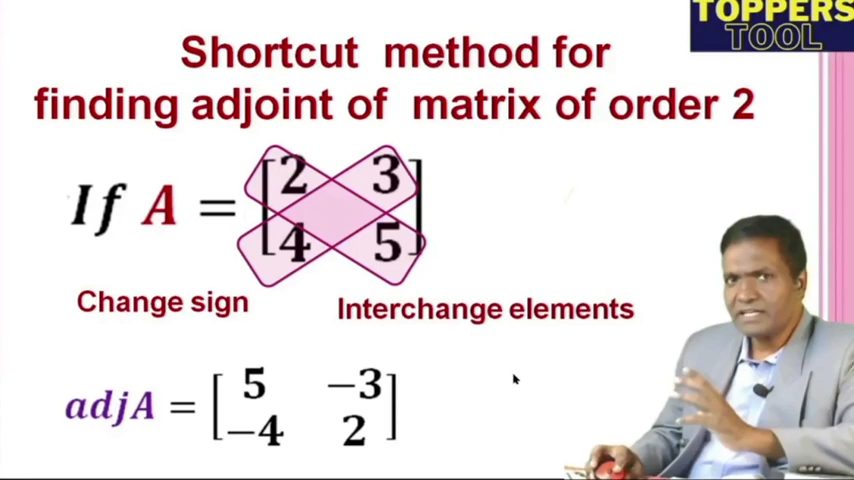 TOPPERS
TOOL
Shortcut method for
finding adjoint of matrix of order 2
If A = [2 3
4 5]
Change sign
Interchange elements
adjA = [5 −3
−4 2]